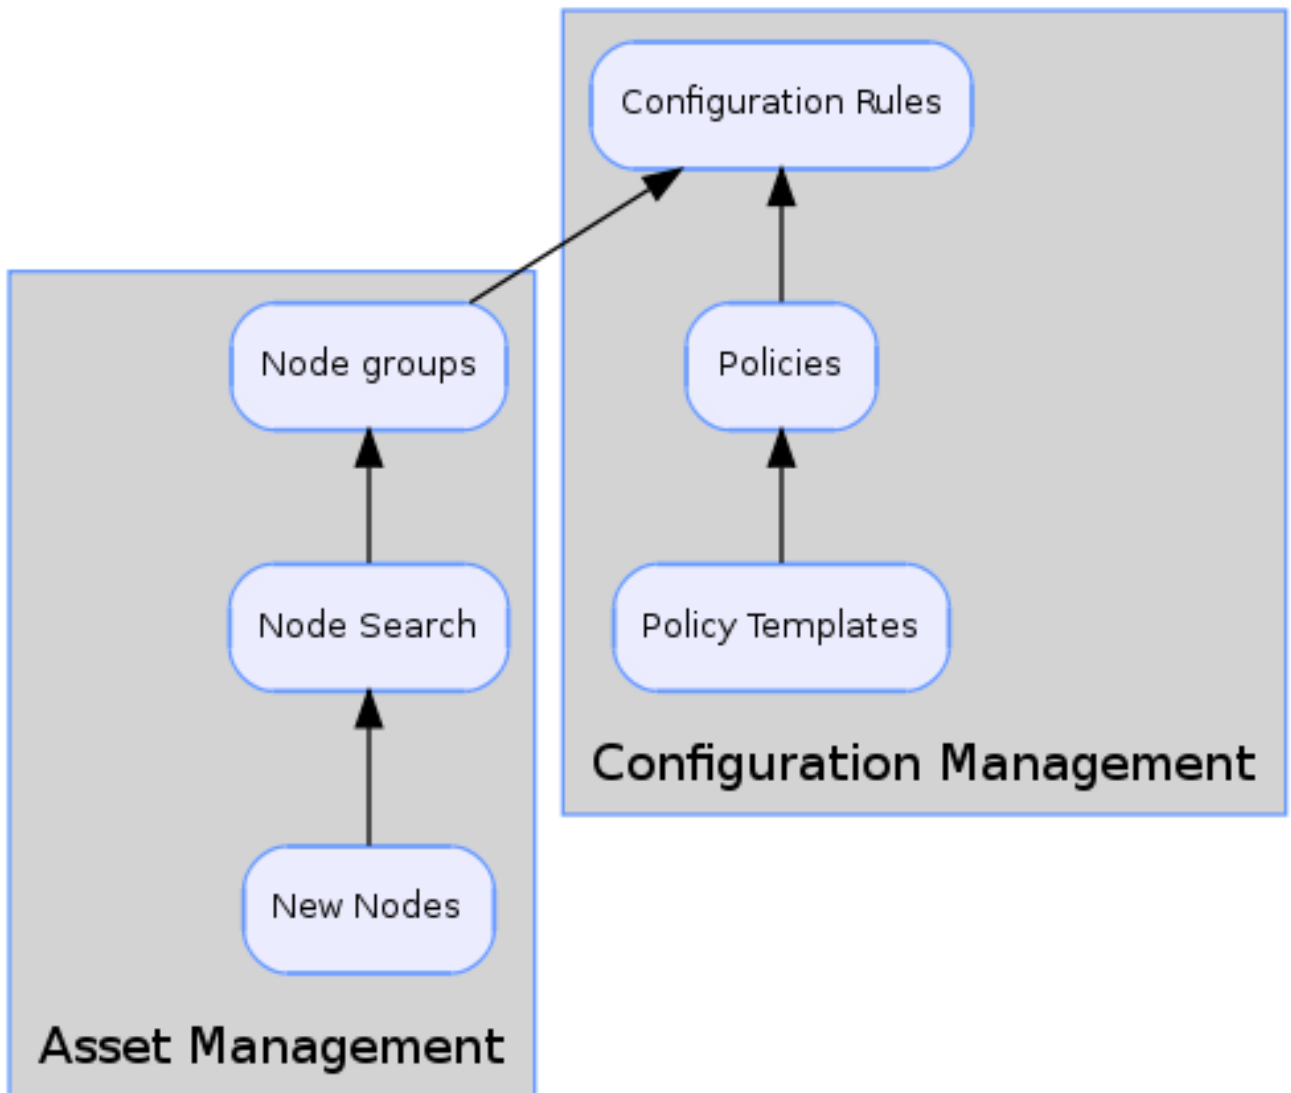 Configuration Rules
Node groups
Policies
Node Search
Policy Templates
Configuration Management
New Nodes
Asset Management